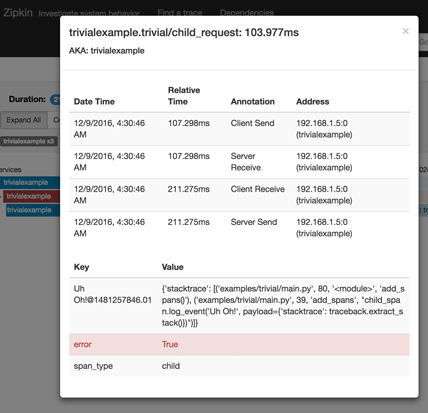 Zipkin Investigate system behavior Find a trace Dependencies
trivialexample.trivial/child_request: 103.977ms ×
AKA: trivialexample
Duration:
Expand All
trivialexample x3
trivialexample
trivialexample
trivialexample
Date Time Relative Time Annotation Address
12/9/2016, 4:30:46 AM 107.298ms Client Send 192.168.1.5:0 (trivialexample)
12/9/2016, 4:30:46 AM 107.298ms Server Receive 192.168.1.5:0 (trivialexample)
12/9/2016, 4:30:46 AM 211.275ms Client Receive 192.168.1.5:0 (trivialexample)
12/9/2016, 4:30:46 AM 211.275ms Server Send 192.168.1.5:0 (trivialexample)
Key Value
Uh Oh!@1481257846.01 {'stacktrace': [('examples/trivial/main.py', 80, '<module>', 'add_s
pans()'), ('examples/trivial/main.py', 39, 'add_spans', "child_spa
n.log_event('Uh Oh!', payload={'stacktrace': traceback.extract_s
tack()})")]}
error True
span_type child